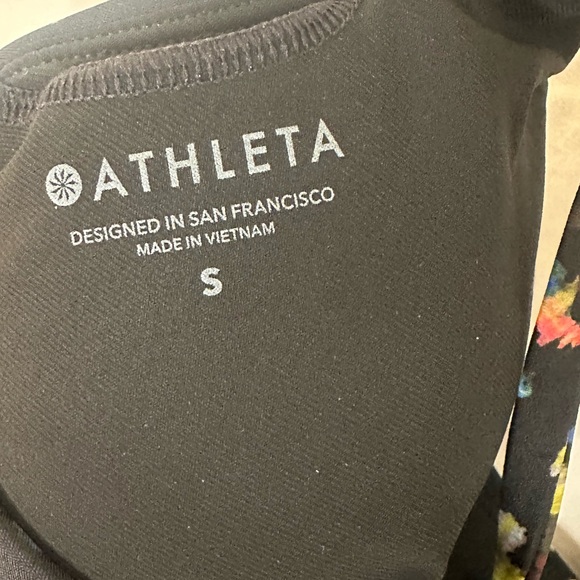 ATHLETA
DESIGNED IN SAN FRANCISCO
MADE IN VIETNAM
S